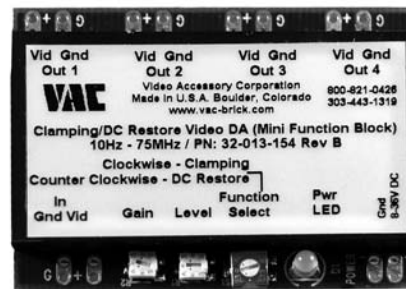 + G + G + G + G
Vid Gnd Vid Gnd Vid Gnd Vid Gnd
Out 1 Out 2 Out 3 Out 4
VAC
Video Accessory Corporation
Made in U.S.A. Boulder, Colorado
www.vac-brick.com
800-821-0426
303-443-1319
Clamping/DC Restore Video DA (Mini Function Block)
10Hz - 75MHz / PN: 32-013-154 Rev B
Clockwise - Clamping
Counter Clockwise - DC Restore
In
Gnd Vid
Gain
Level
Function
Select
Pwr
LED
Gnd
8-36V DC
G +
D1
POWER